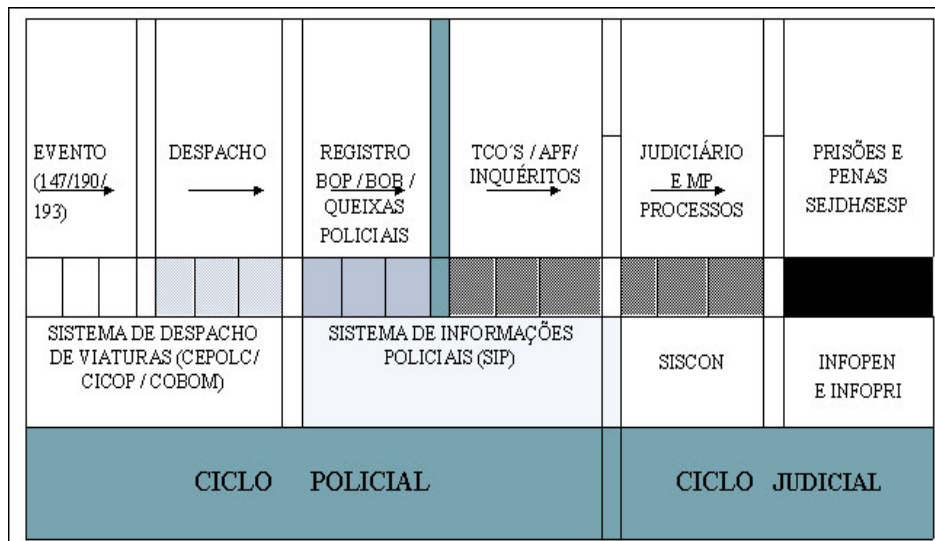 EVENTO
(147/190/
193)
DESPACHO
REGISTRO
BOP / BOB /
QUEIXAS
POLICIAIS
TCO´S / APF/
INQUÉRITOS
JUDICIÁRIO
E MP
PROCESSOS
PRISÕES E
PENAS
SEJDH/SESP
SISTEMA DE DESPACHO
DE VIATURAS (CEPOLC/
CICOP / COBOM)
SISTEMA DE INFORMAÇÕES
POLICIAIS (SIP)
SISCON
INFOPEN
E INFOPRI
CICLO POLICIAL
CICLO JUDICIAL